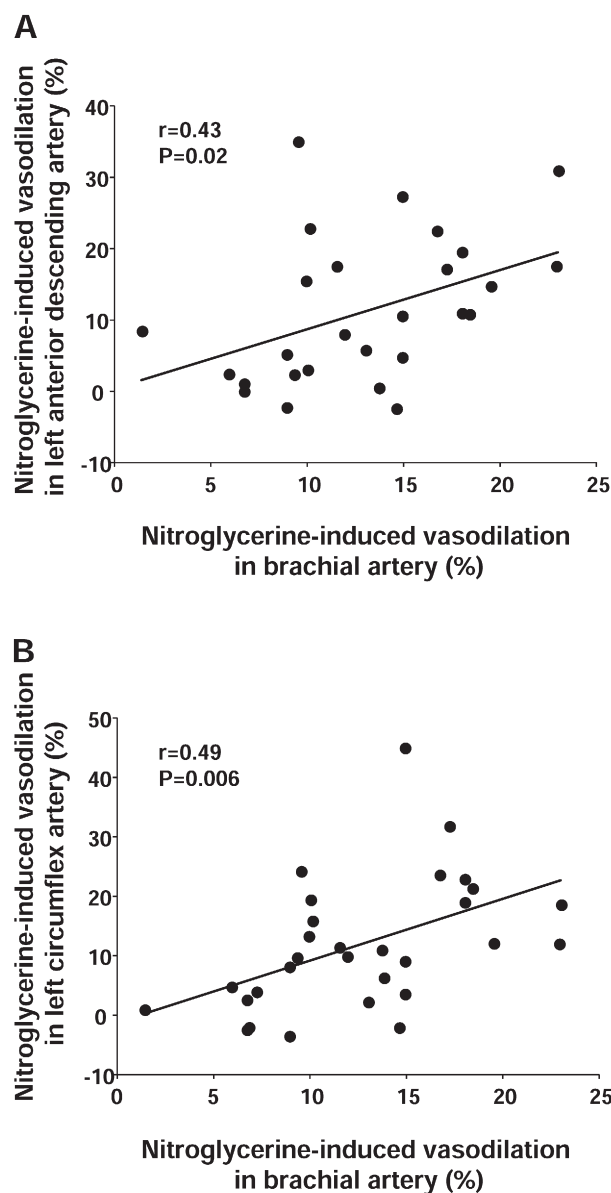 A
Nitroglycerine-induced vasodilation
in left anterior descending artery (%)
r=0.43
P=0.02
40
30
20
10
0
-10
0 5 10 15 20 25
Nitroglycerine-induced vasodilation
in brachial artery (%)
B
Nitroglycerine-induced vasodilation
in left circumflex artery (%)
r=0.49
P=0.006
50
40
30
20
10
0
-10
0 5 10 15 20 25
Nitroglycerine-induced vasodilation
in brachial artery (%)